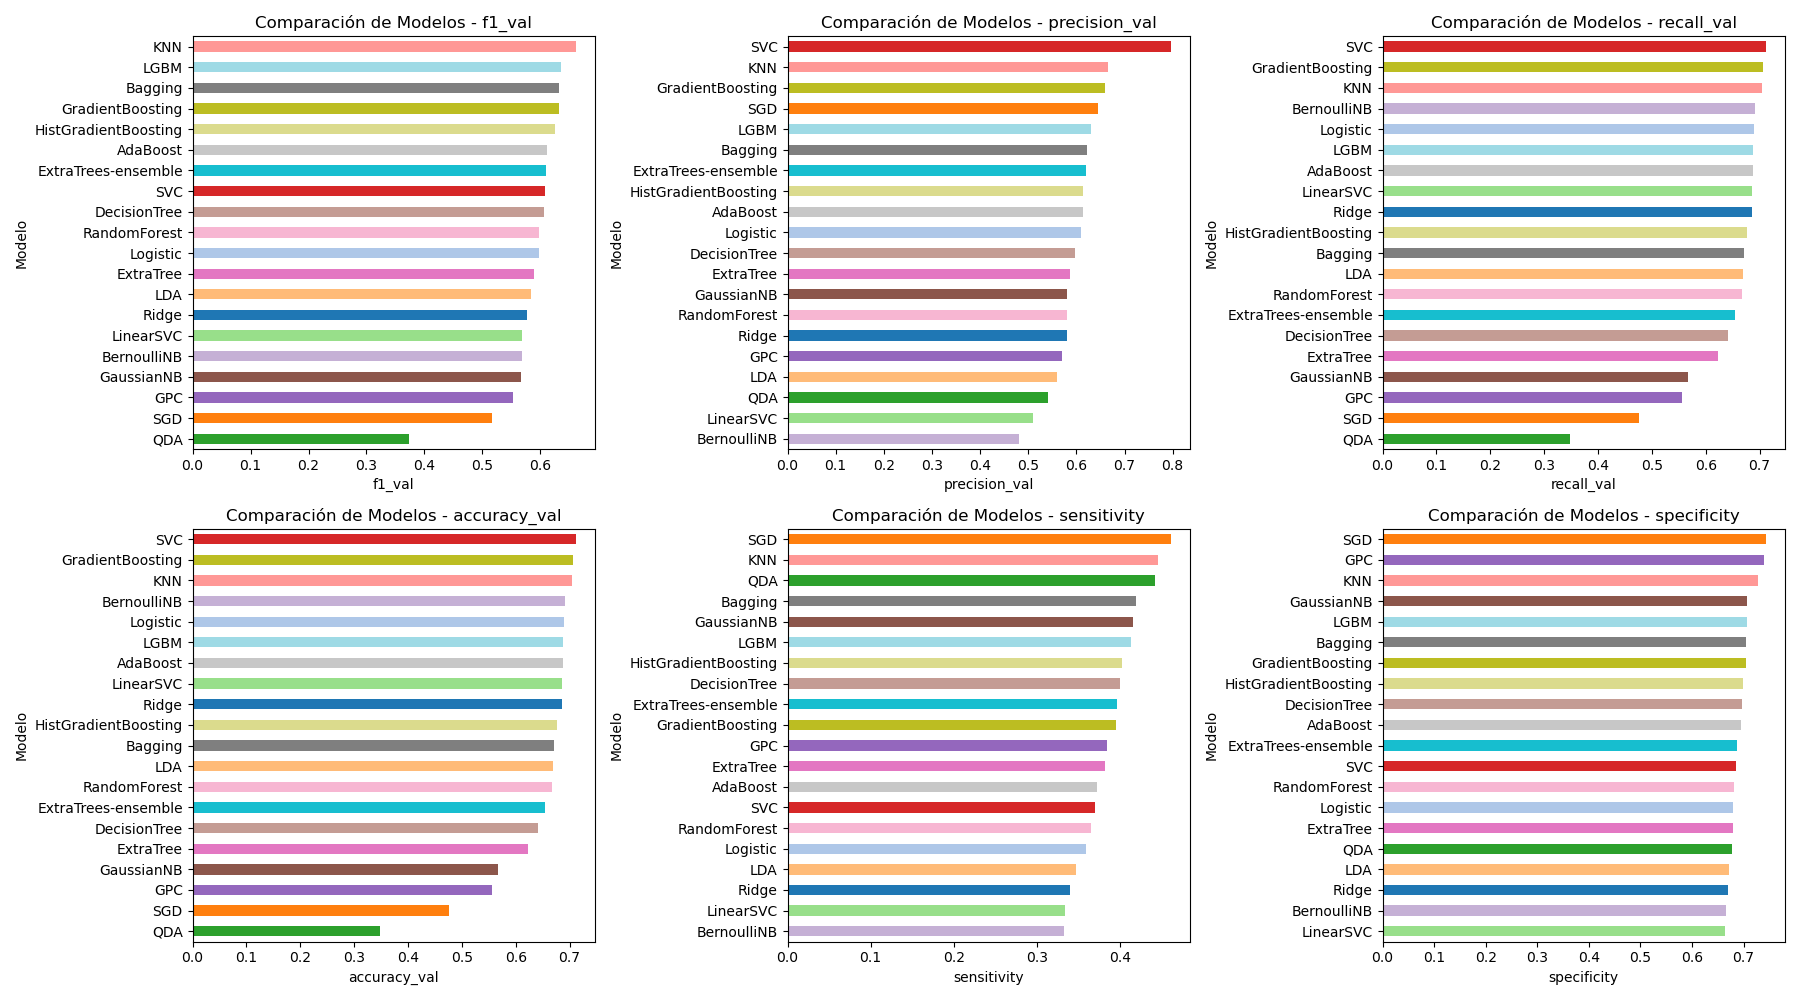 Comparación de Modelos - f1_val
KNN
LGBM
Bagging
GradientBoosting
HistGradientBoosting
AdaBoost
ExtraTrees-ensemble
SVC
DecisionTree
RandomForest
Logistic
ExtraTree
LDA
Ridge
LinearSVC
BernoulliNB
GaussianNB
GPC
SGD
QDA
Modelo
0.0 0.1 0.2 0.3 0.4 0.5 0.6
f1_val
Comparación de Modelos - precision_val
SVC
KNN
GradientBoosting
SGD
LGBM
Bagging
ExtraTrees-ensemble
HistGradientBoosting
AdaBoost
Logistic
DecisionTree
ExtraTree
GaussianNB
RandomForest
Ridge
GPC
LDA
QDA
LinearSVC
BernoulliNB
Modelo
0.0 0.1 0.2 0.3 0.4 0.5 0.6 0.7 0.8
precision_val
Comparación de Modelos - recall_val
SVC
GradientBoosting
KNN
BernoulliNB
Logistic
LGBM
AdaBoost
LinearSVC
Ridge
HistGradientBoosting
Bagging
LDA
RandomForest
ExtraTrees-ensemble
DecisionTree
ExtraTree
GaussianNB
GPC
SGD
QDA
Modelo
0.0 0.1 0.2 0.3 0.4 0.5 0.6 0.7
recall_val
Comparación de Modelos - accuracy_val
SVC
GradientBoosting
KNN
BernoulliNB
Logistic
LGBM
AdaBoost
LinearSVC
Ridge
HistGradientBoosting
Bagging
LDA
RandomForest
ExtraTrees-ensemble
DecisionTree
ExtraTree
GaussianNB
GPC
SGD
QDA
Modelo
0.0 0.1 0.2 0.3 0.4 0.5 0.6 0.7
accuracy_val
Comparación de Modelos - sensitivity
SGD
KNN
QDA
Bagging
GaussianNB
LGBM
HistGradientBoosting
DecisionTree
ExtraTrees-ensemble
GradientBoosting
GPC
ExtraTree
AdaBoost
SVC
RandomForest
Logistic
LDA
Ridge
LinearSVC
BernoulliNB
Modelo
0.0 0.1 0.2 0.3 0.4
sensitivity
Comparación de Modelos - specificity
SGD
GPC
KNN
GaussianNB
LGBM
Bagging
GradientBoosting
HistGradientBoosting
DecisionTree
AdaBoost
ExtraTrees-ensemble
SVC
RandomForest
Logistic
ExtraTree
QDA
LDA
Ridge
BernoulliNB
LinearSVC
Modelo
0.0 0.1 0.2 0.3 0.4 0.5 0.6 0.7
specificity